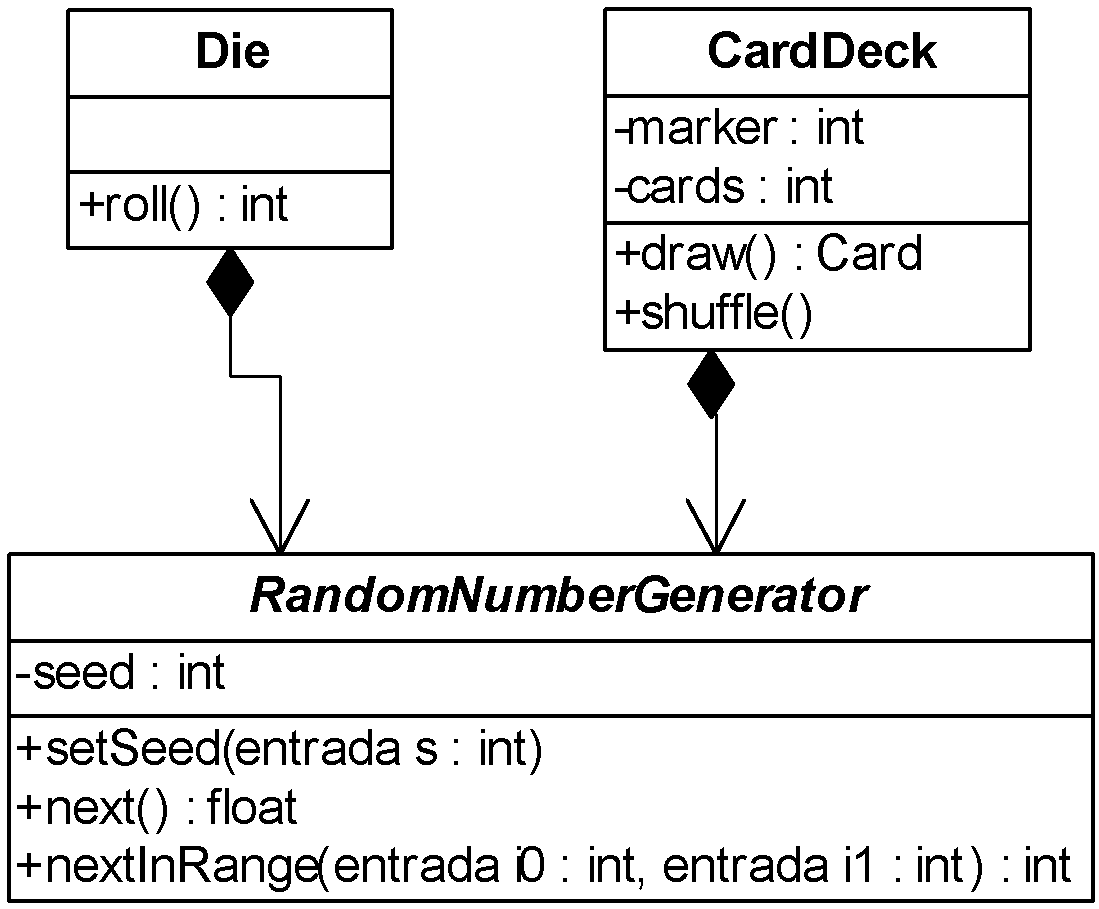 Die
+roll() : int
CardDeck
-marker : int
-cards : int
+draw() : Card
+shuffle()
RandomNumberGenerator
-seed : int
+setSeed(entrada s : int)
+next() : float
+nextInRange(entrada i0 : int, entrada i1 : int) : int